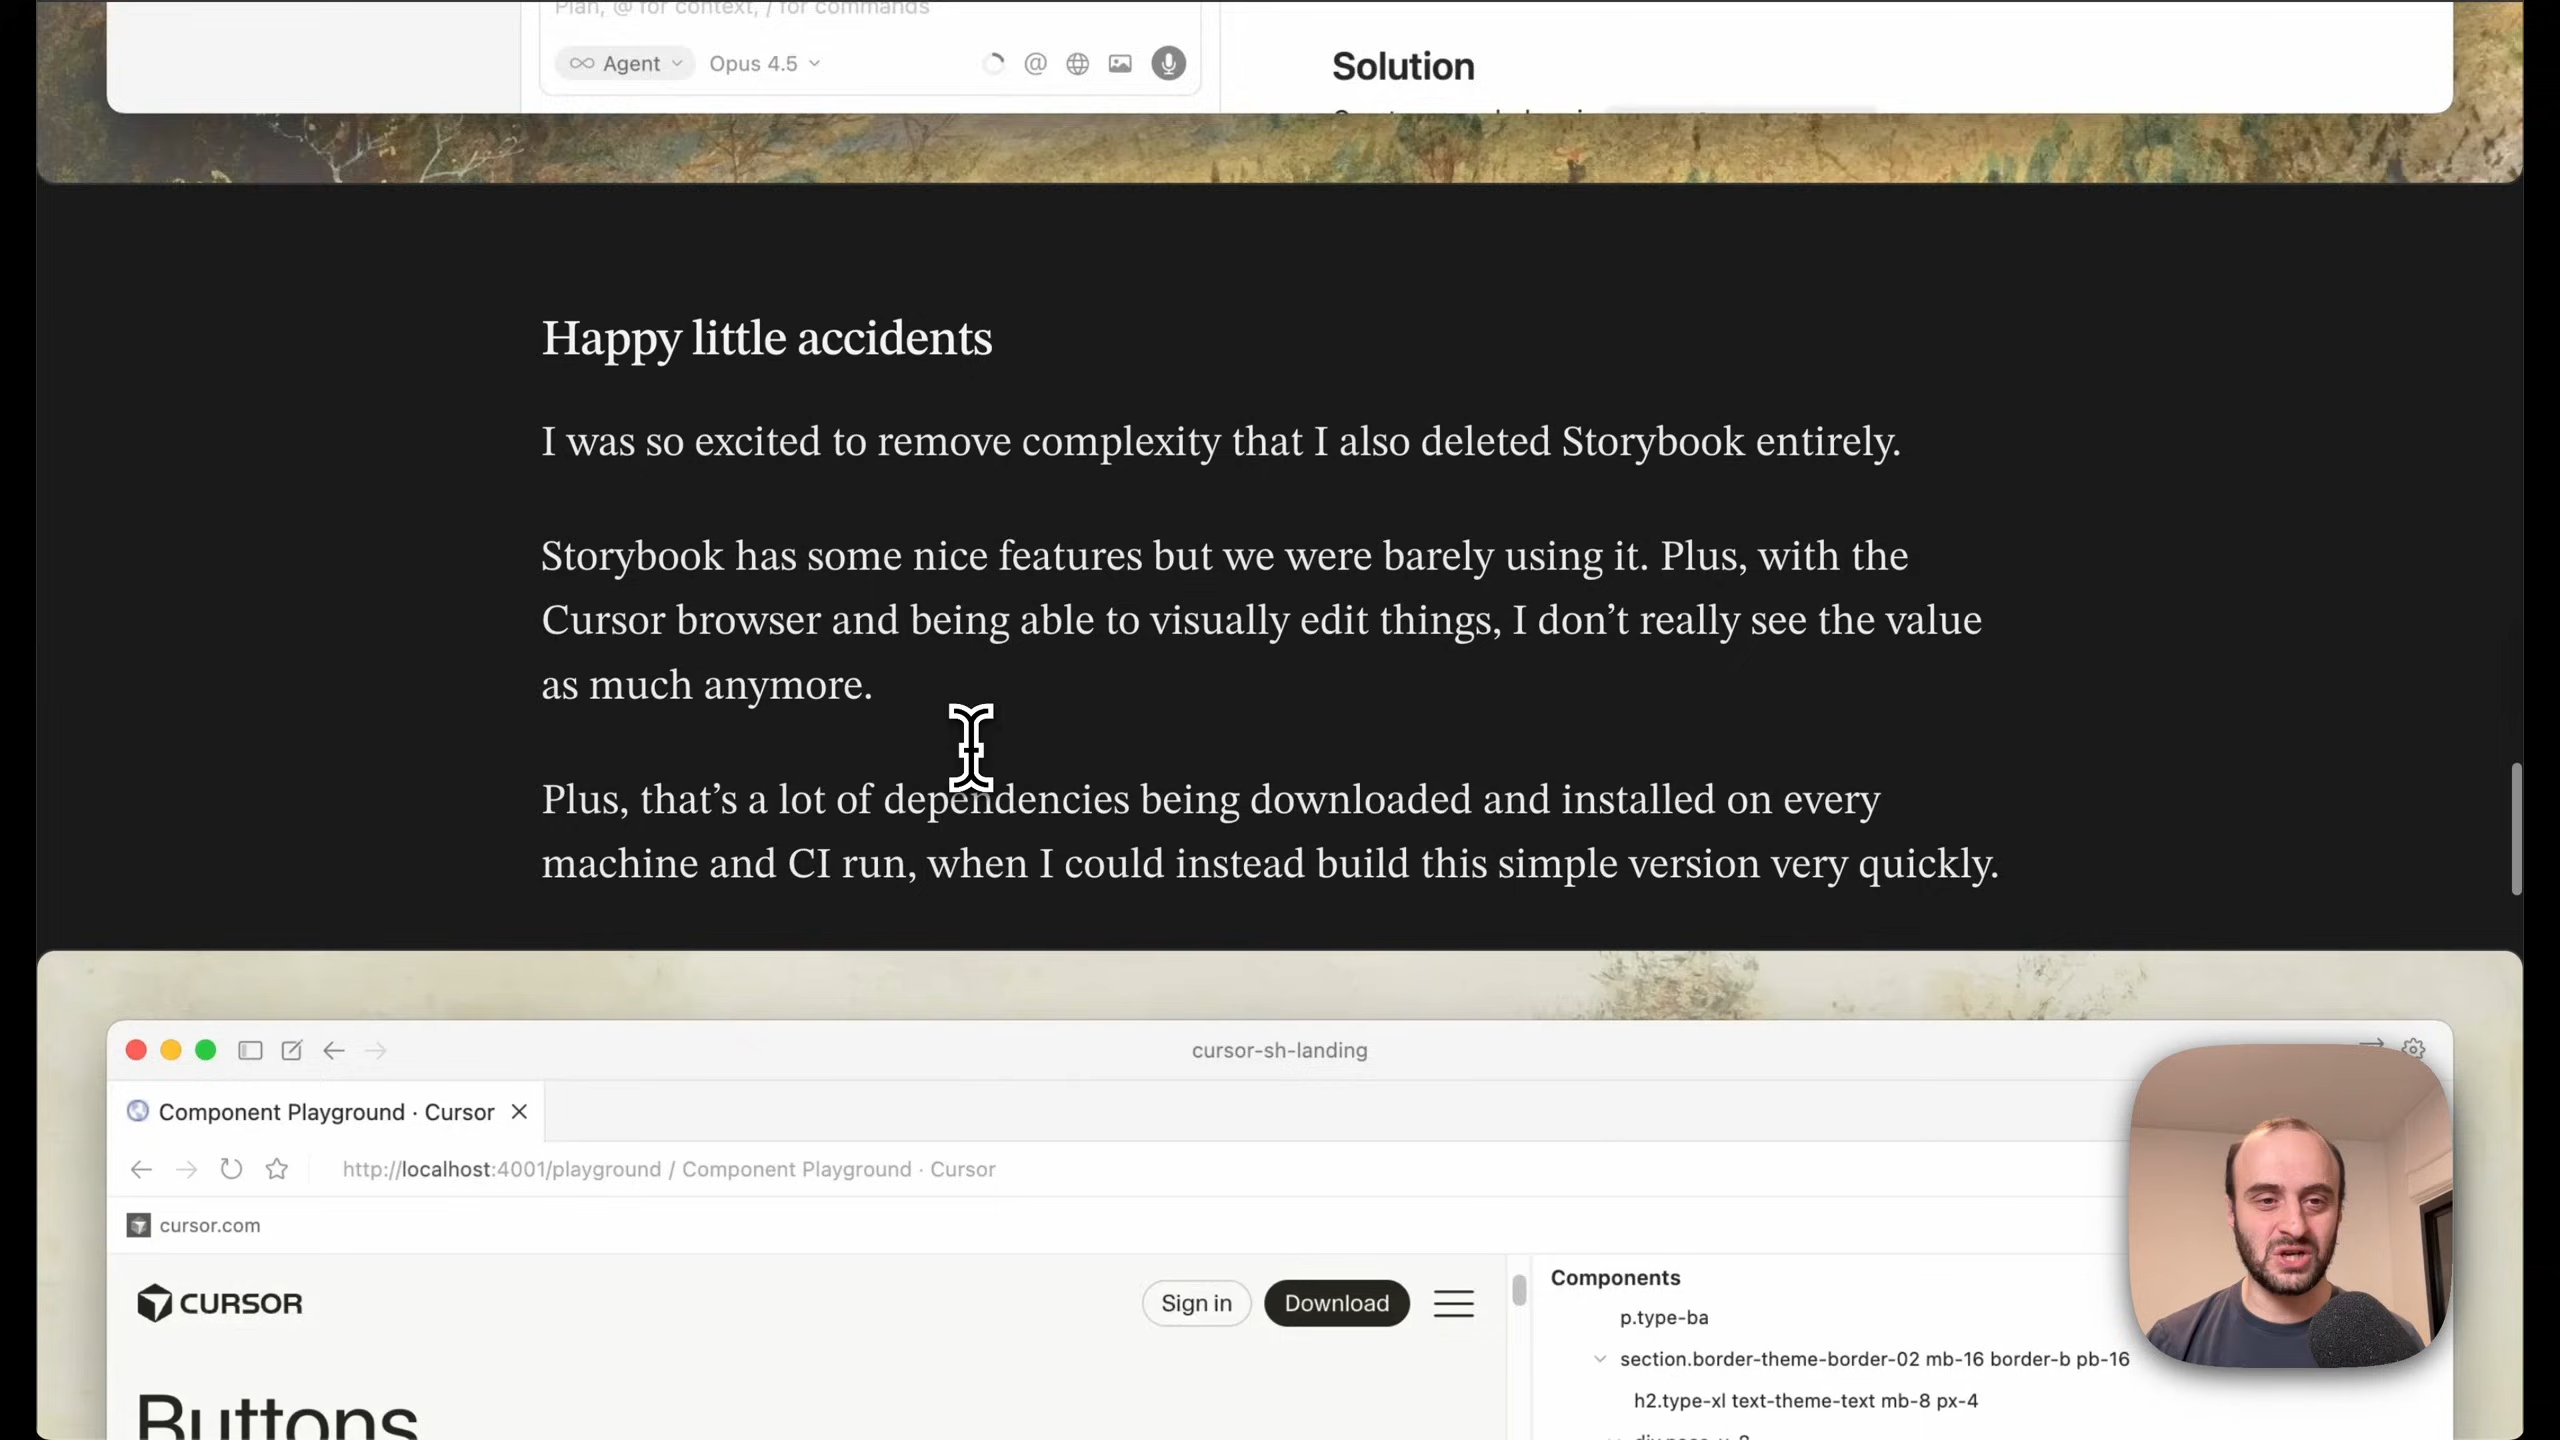 Plan, @ for context, / for commands
Agent
Opus 4.5
Solution
Happy little accidents
I was so excited to remove complexity that I also deleted Storybook entirely.
Storybook has some nice features but we were barely using it. Plus, with the
Cursor browser and being able to visually edit things, I don’t really see the value
as much anymore.
Plus, that’s a lot of dependencies being downloaded and installed on every
machine and CI run, when I could instead build this simple version very quickly.
cursor-sh-landing
Component Playground · Cursor
http://localhost:4001/playground / Component Playground · Cursor
cursor.com
CURSOR
Sign in
Download
Buttons
Components
p.type-ba
section.border-theme-border-02 mb-16 border-b pb-16
h2.type-xl text-theme-text mb-8 px-4